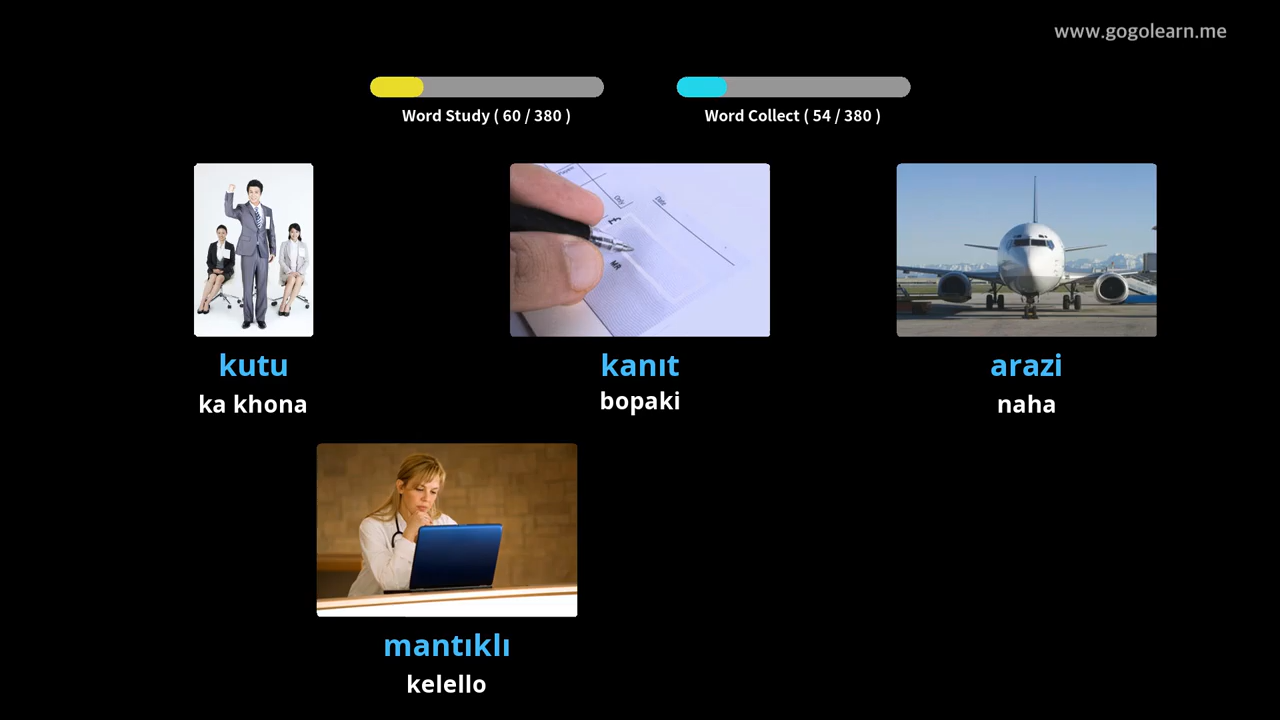 www.gogolearn.me
Word Study ( 60 / 380 )
Word Collect ( 54 / 380 )
kutu
ka khona
kanıt
bopaki
arazi
naha
mantıklı
kelello